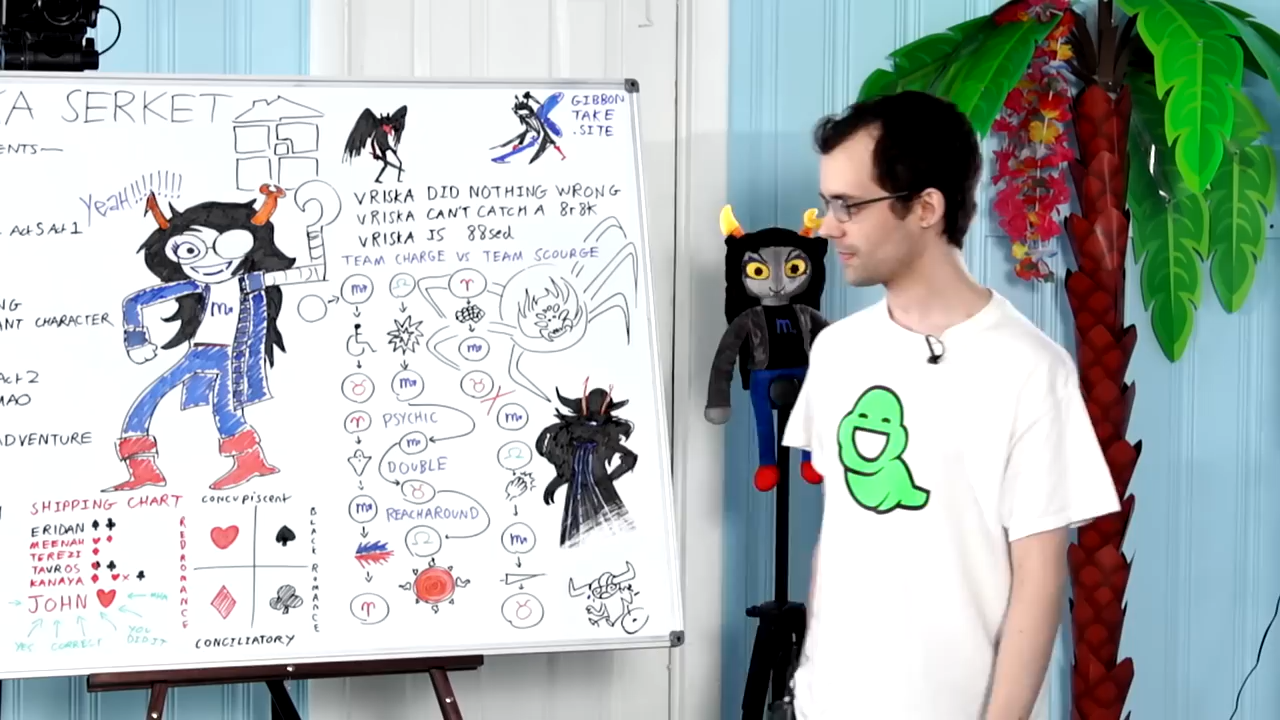 KA SERKET
ENTS—
Yeah!!!!!!!!
Act 5 Act 1
NG
ANT CHARACTER
Act 2
MAO
ADVENTURE
GIBBON
TAKE
.SITE
VRISKA DID NOTHING WRONG
VRISKA CAN'T CATCH A 8r8k
VRISKA IS 88sed
TEAM CHARGE VS TEAM SCOURGE
PSYCHIC
DOUBLE
REACHAROUND
SHIPPING CHART
ERIDAN
MEENAH
TEREZI
TAVROS
KANAYA
JOHN
YES
CORRECT
YOU
DID IT
CONCUPISCENT
RED ROMANCE
BLACK ROMANCE
CONCILIATORY